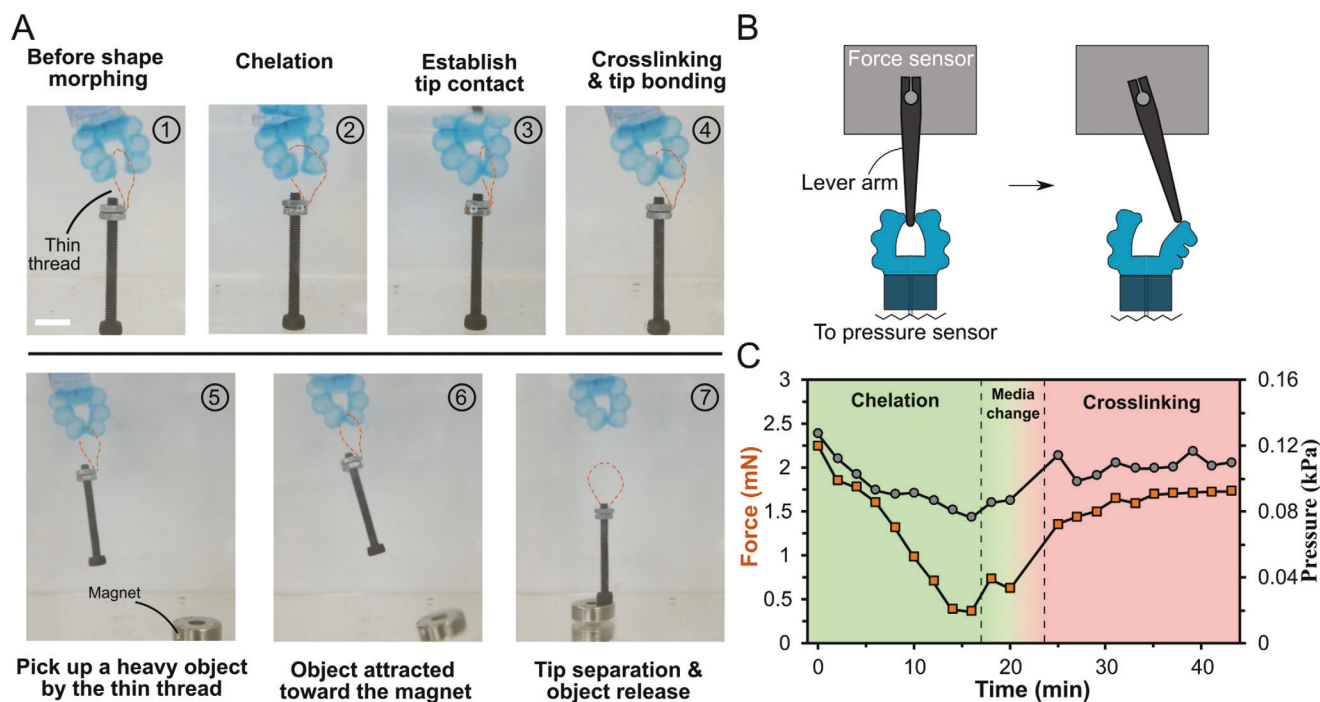 A
Before shape
morphing
Chelation
Establish
tip contact
Crosslinking
& tip bonding
1
2
3
4
Thin
thread
5
6
7
Magnet
Pick up a heavy object
by the thin thread
Object attracted
toward the magnet
Tip separation &
object release
B
Force sensor
Lever arm
To pressure sensor
C
Force (mN)
3
2.5
2
1.5
1
0.5
0
Chelation
Media
change
Crosslinking
0.16
0.12
0.08
0.04
0
Pressure (kPa)
0 10 20 30 40
Time (min)